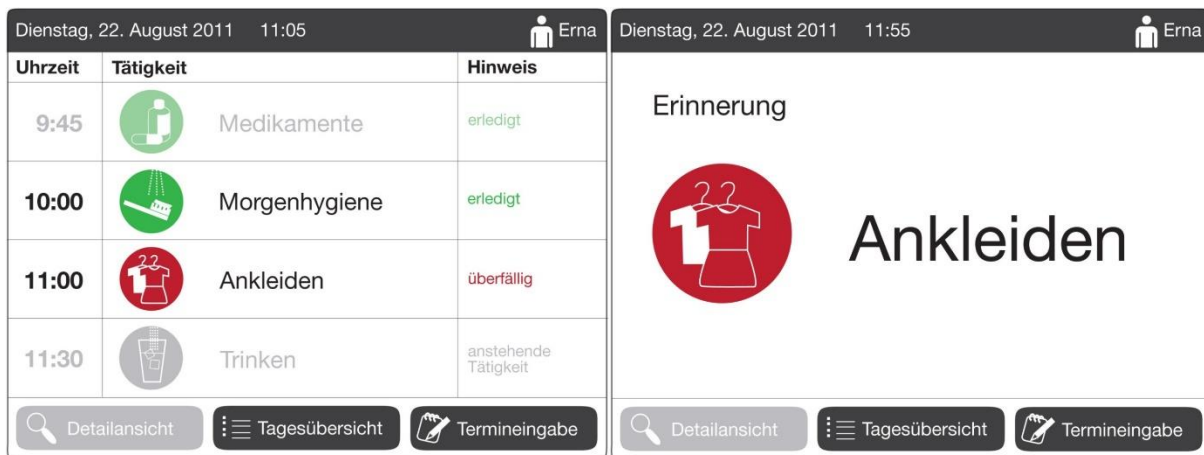 Dienstag, 22. August 2011 11:05 Erna
Uhrzeit Tätigkeit Hinweis
9:45 Medikamente erledigt
10:00 Morgenhygiene erledigt
11:00 Ankleiden überfällig
11:30 Trinken anstehende
Tätigkeit
Detailansicht Tagesübersicht Termineingabe
Dienstag, 22. August 2011 11:55 Erna
Erinnerung
Ankleiden
Detailansicht Tagesübersicht Termineingabe